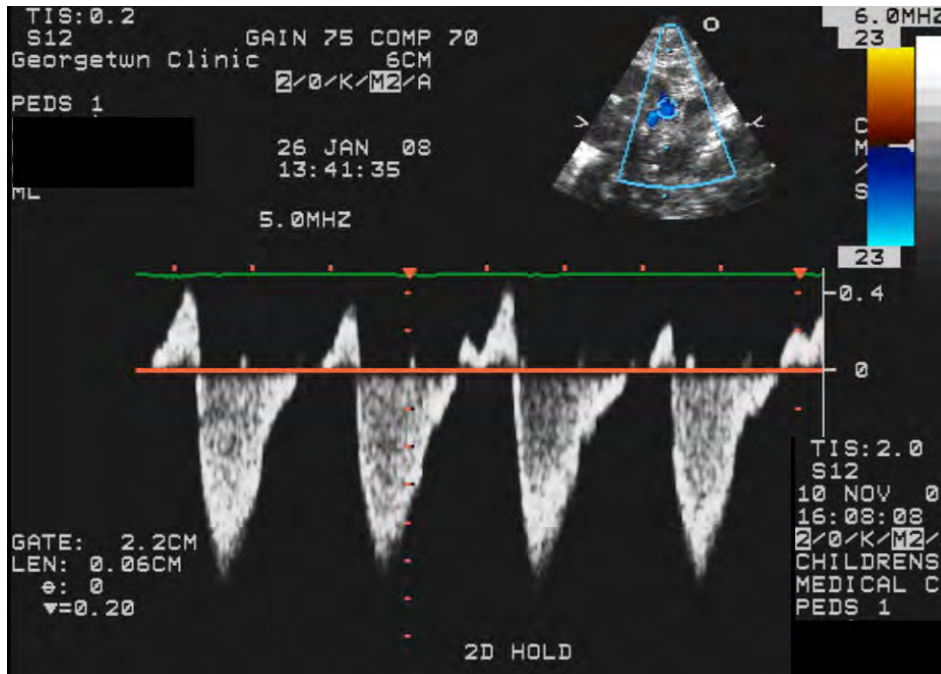 TIS:0.2
S12
GAIN 75 COMP 70
Georgetwn Clinic
6CM
2/0/K/M2/A
PEDS 1
26 JAN 08
13:41:35
ML
5.0MHZ
6.0MHZ
23
CM/S
23
0.4
0
GATE: 2.2CM
LEN: 0.06CM
θ: 0
▼=0.20
2D HOLD
TIS:2.0
S12
10 NOV 0
16:08:08
2/0/K/M2/
CHILDRENS
MEDICAL C
PEDS 1